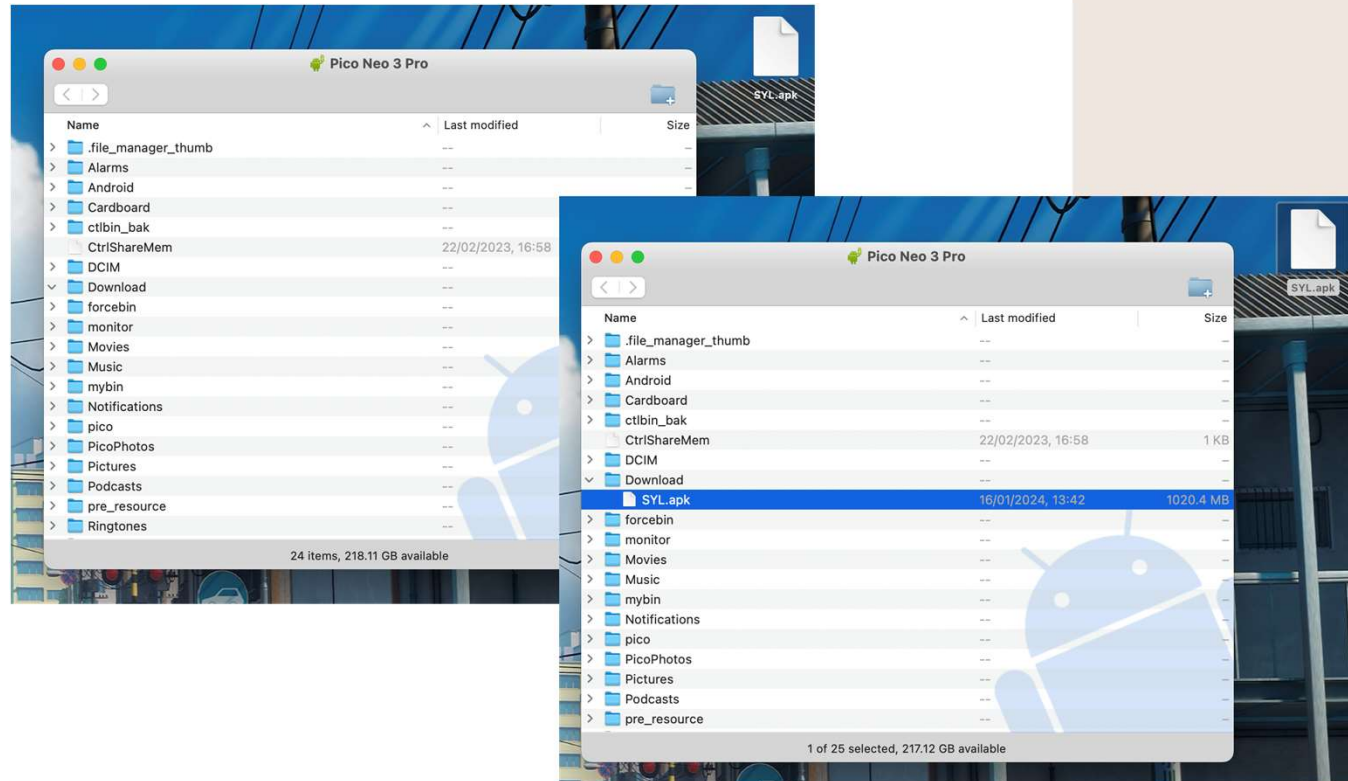 SYL.apk
Pico Neo 3 Pro
Name Last modified Size
.file_manager_thumb -- --
Alarms -- --
Android -- --
Cardboard --
ctlbin_bak --
CtrlShareMem 22/02/2023, 16:58
DCIM --
Download --
forcebin --
monitor --
Movies --
Music --
mybin --
Notifications --
pico --
PicoPhotos --
Pictures --
Podcasts --
pre_resource --
Ringtones --
24 items, 218.11 GB available
SYL.apk
Pico Neo 3 Pro
Name Last modified Size
.file_manager_thumb -- --
Alarms -- --
Android -- --
Cardboard -- --
ctlbin_bak -- --
CtrlShareMem 22/02/2023, 16:58 1 KB
DCIM -- --
Download -- --
SYL.apk 16/01/2024, 13:42 1020.4 MB
forcebin -- --
monitor -- --
Movies -- --
Music -- --
mybin -- --
Notifications -- --
pico -- --
PicoPhotos -- --
Pictures -- --
Podcasts -- --
pre_resource -- --
1 of 25 selected, 217.12 GB available